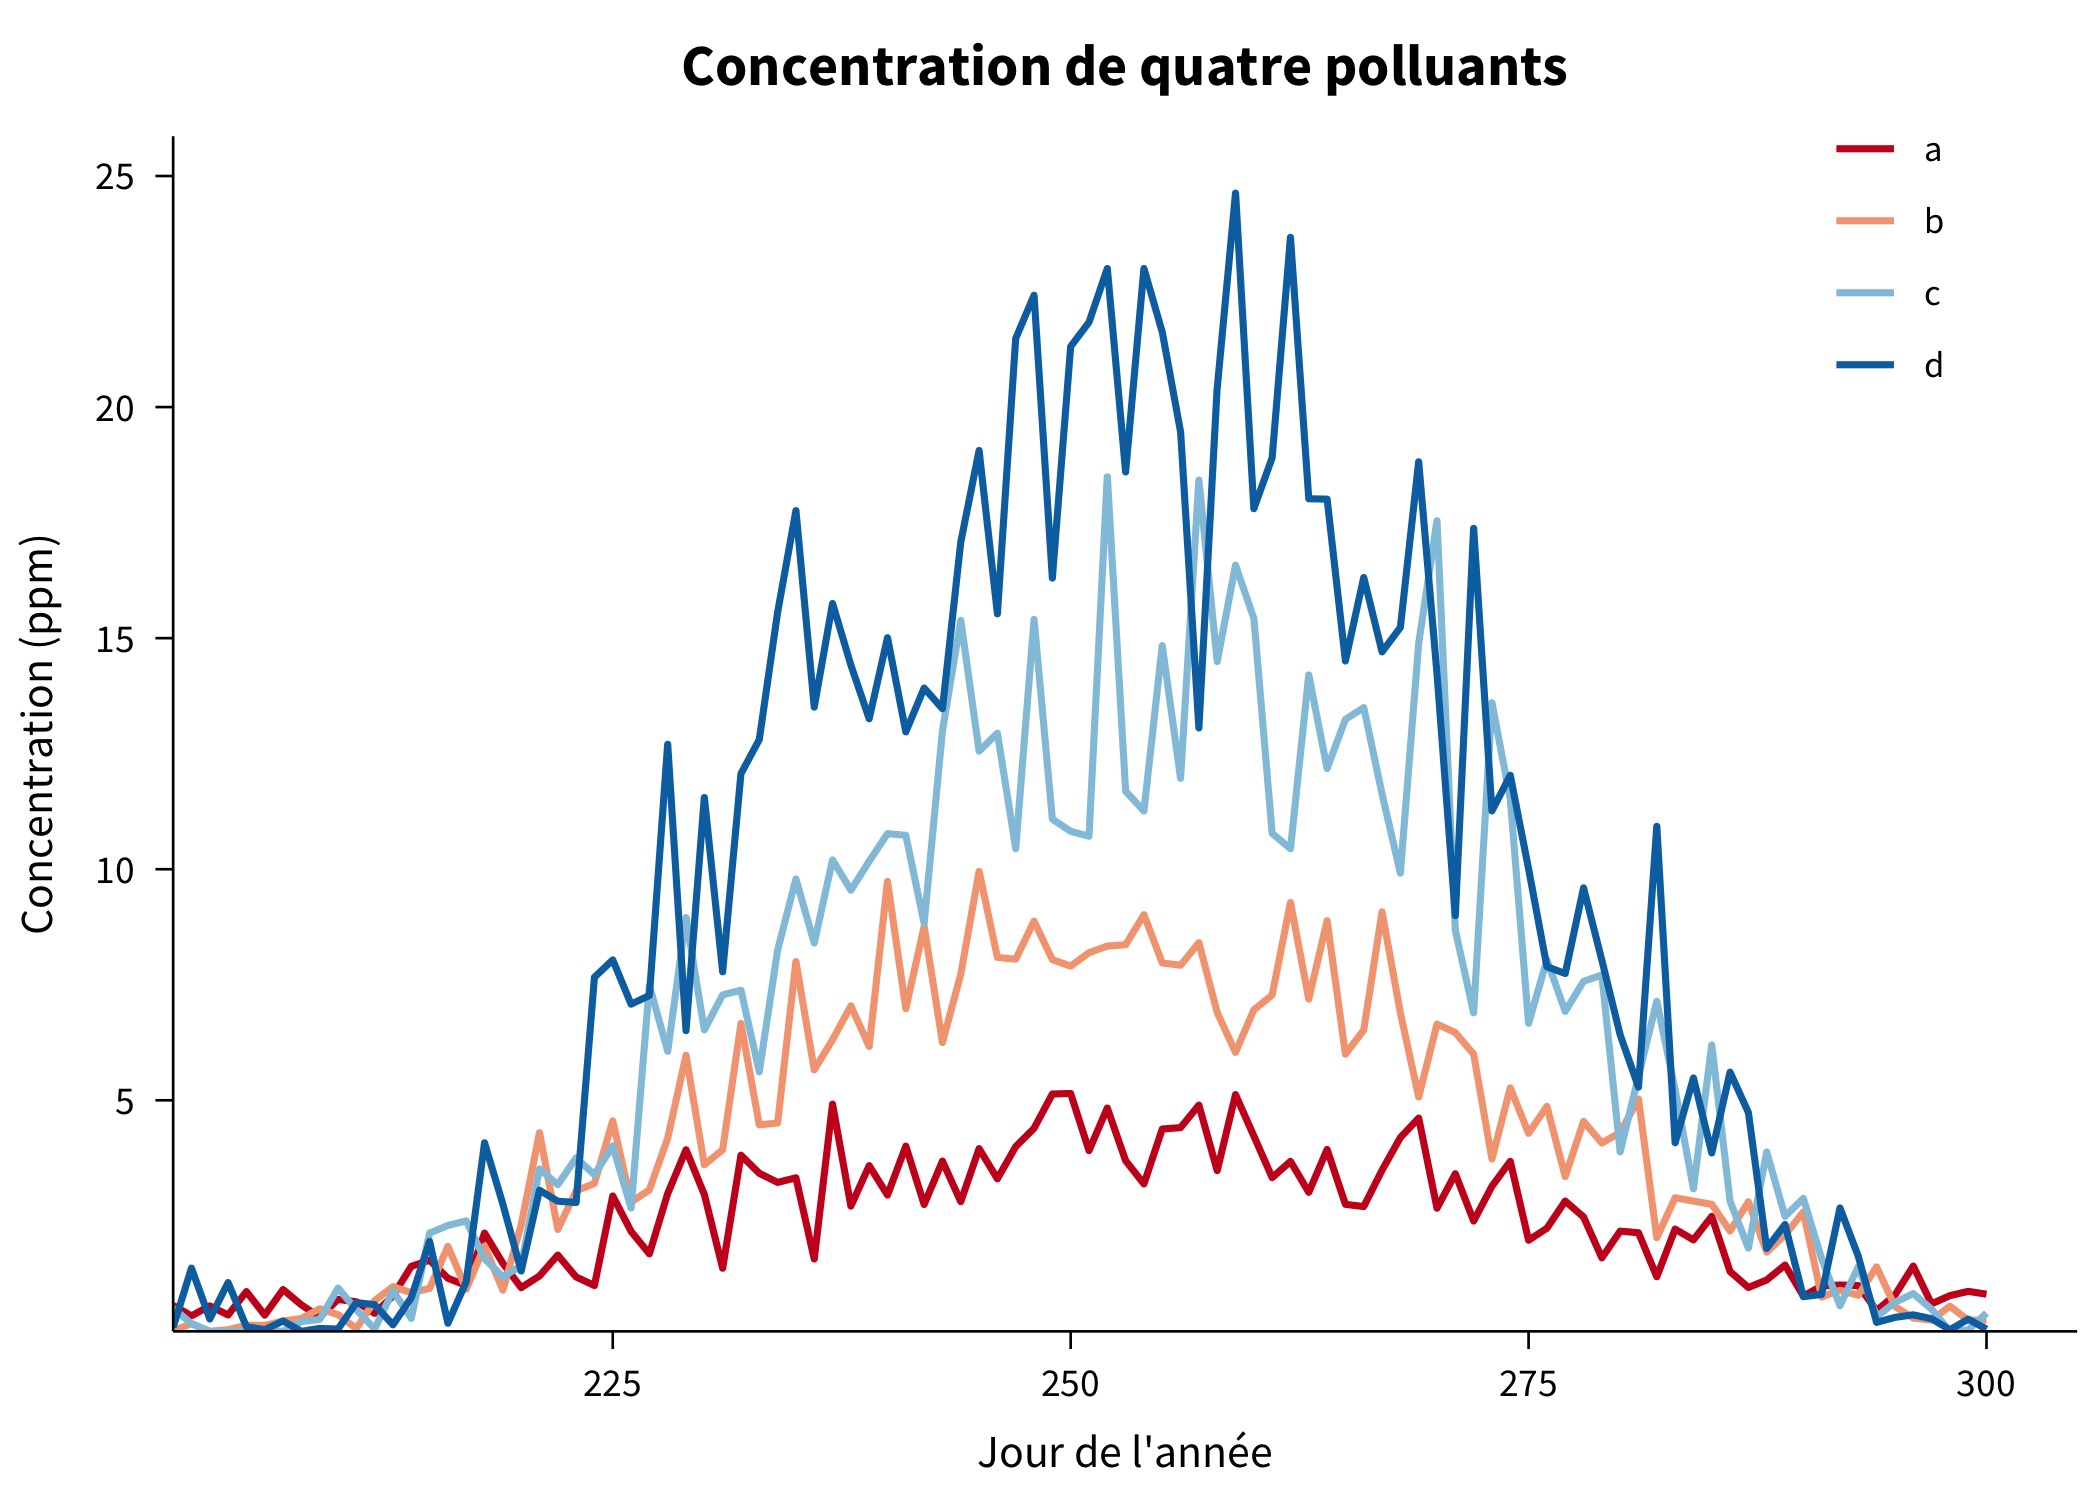 Concentration de quatre polluants
a
b
c
d
25
20
15
10
5
Concentration (ppm)
225 250 275 300
Jour de l'année